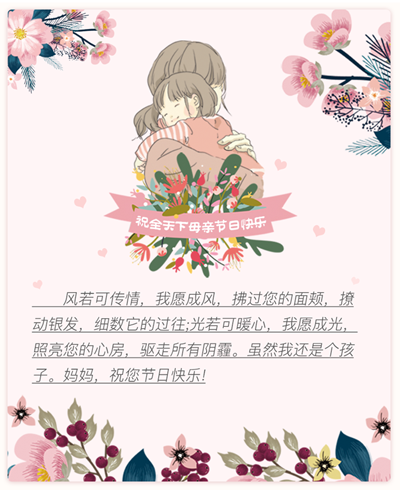 祝全天下母亲节日快乐
风若可传情，我愿成风，拂过您的面颊，撩
动银发，细数它的过往;光若可暖心，我愿成光，
照亮您的心房，驱走所有阴霾。虽然我还是个孩
子。妈妈，祝您节日快乐!